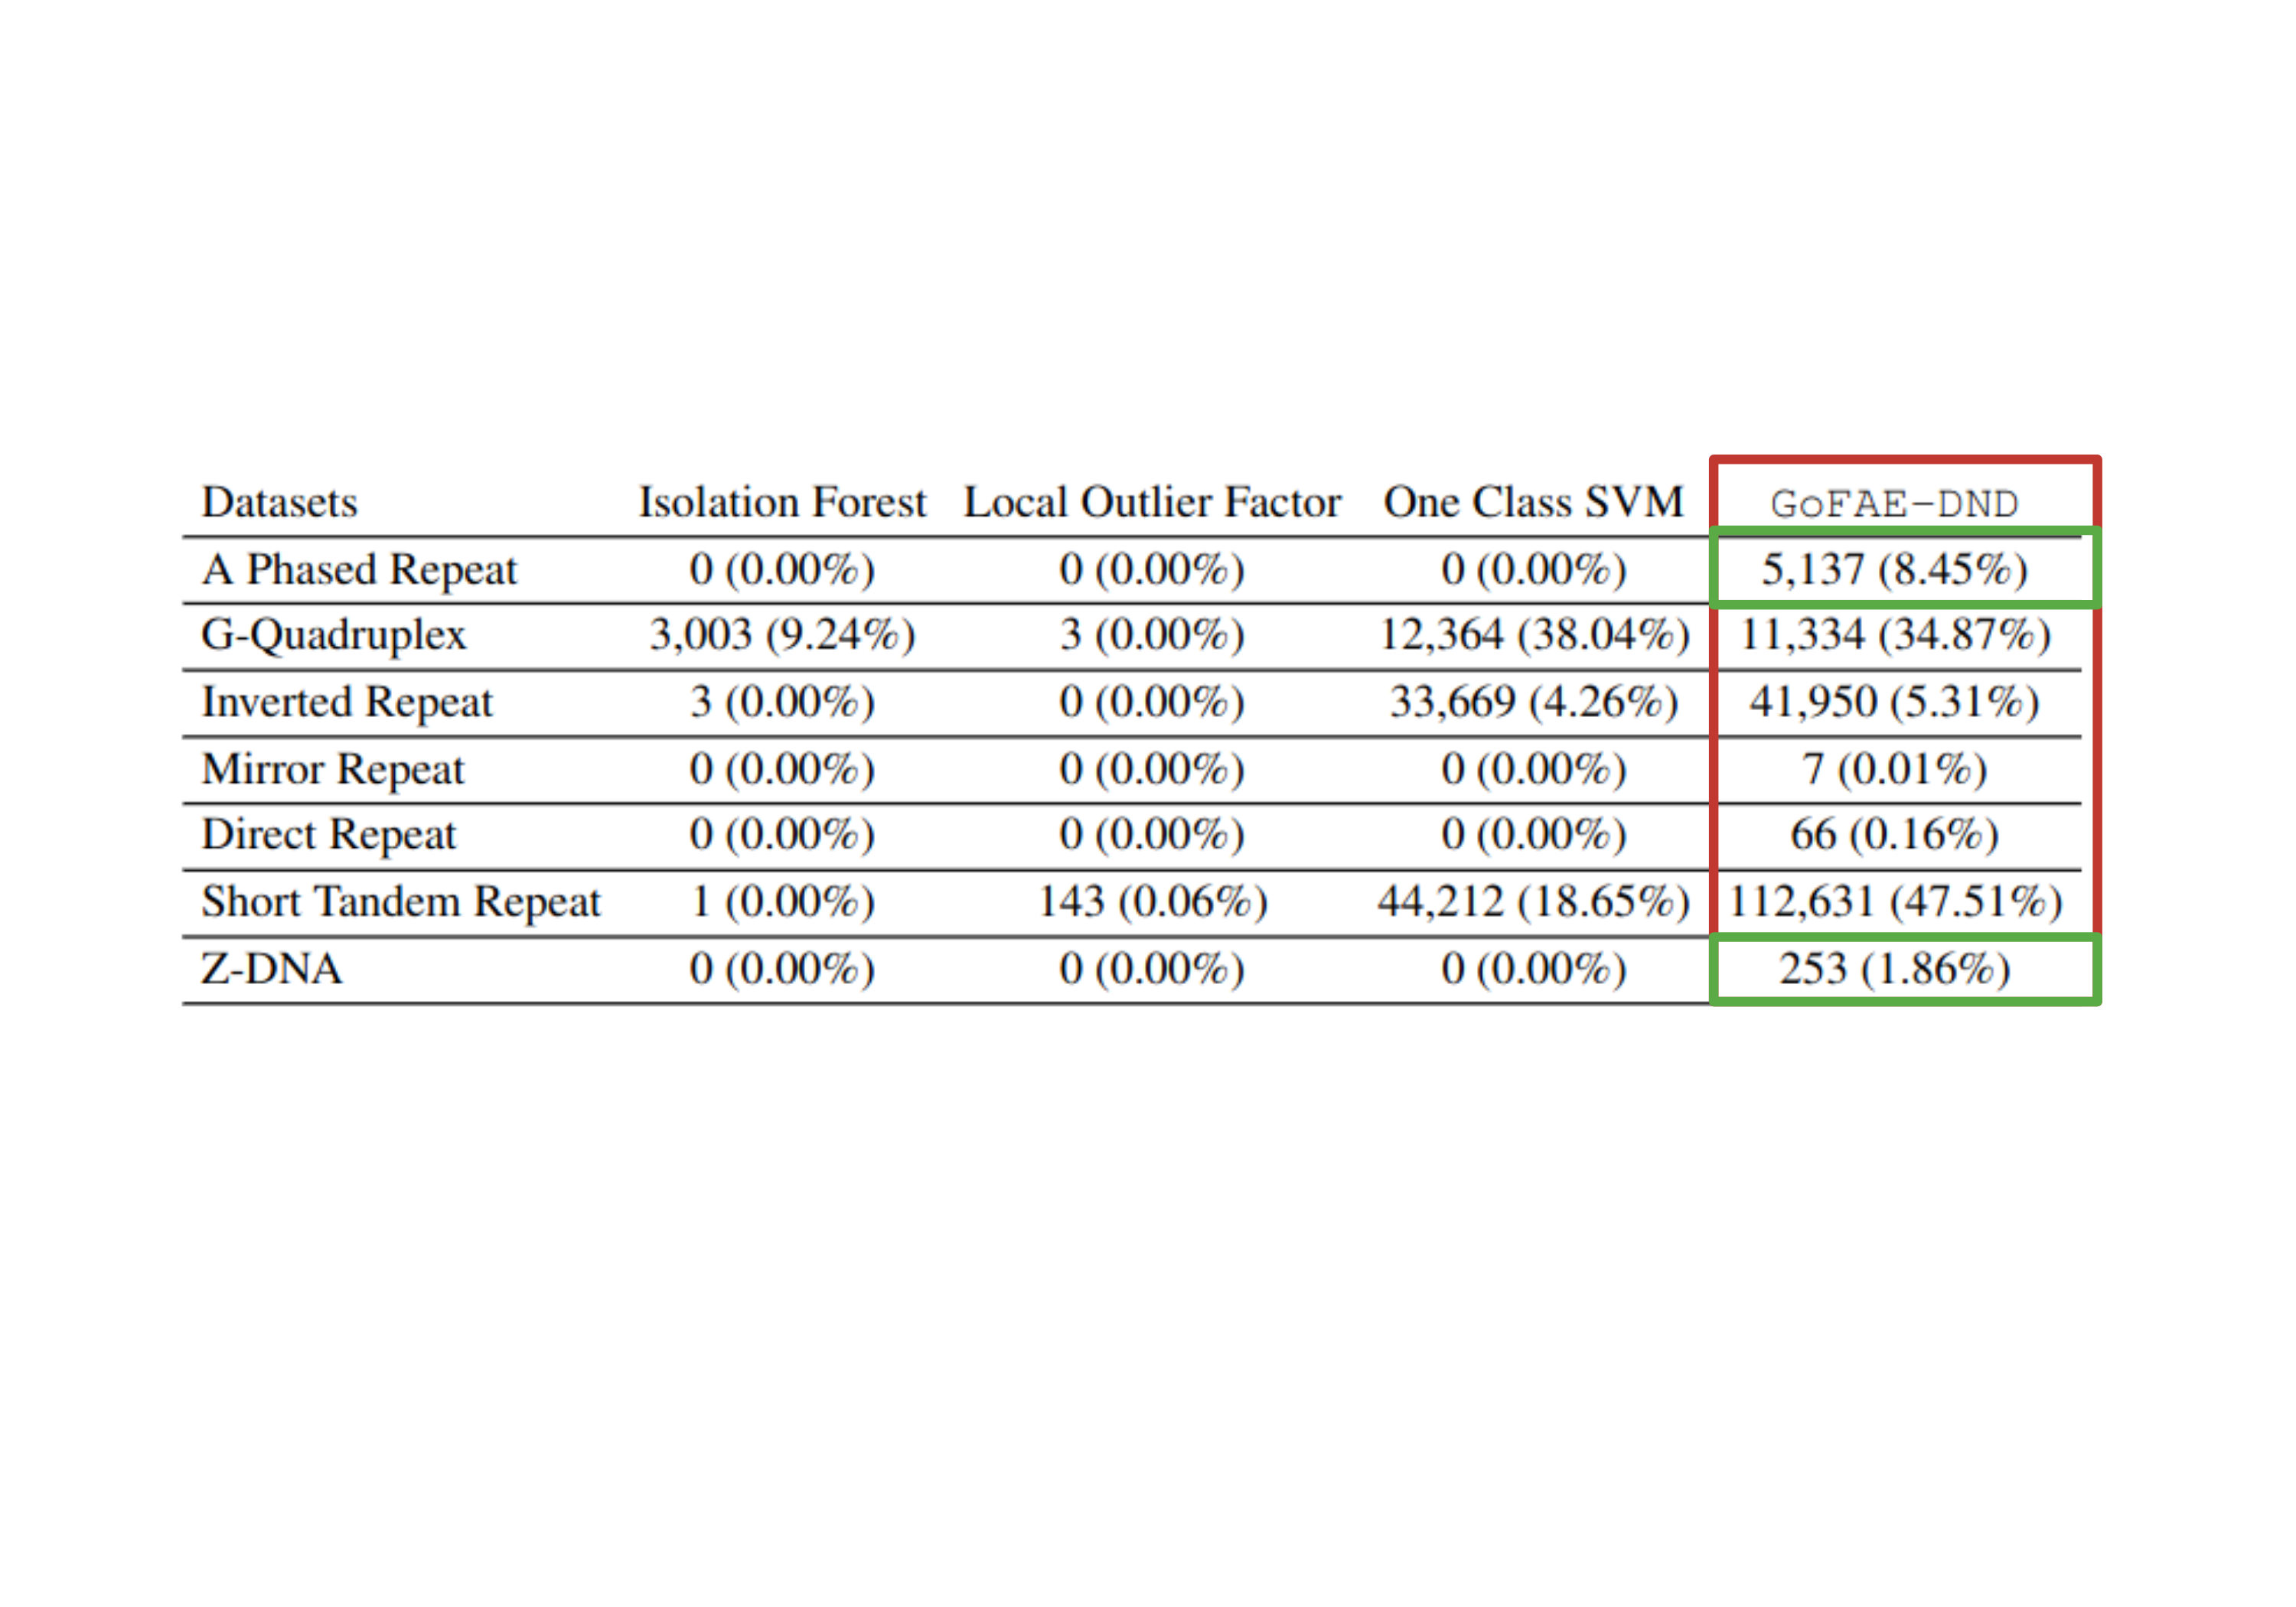 Datasets Isolation Forest Local Outlier Factor One Class SVM GoFAE-DND
A Phased Repeat 0 (0.00%) 0 (0.00%) 0 (0.00%) 5,137 (8.45%)
G-Quadruplex 3,003 (9.24%) 3 (0.00%) 12,364 (38.04%) 11,334 (34.87%)
Inverted Repeat 3 (0.00%) 0 (0.00%) 33,669 (4.26%) 41,950 (5.31%)
Mirror Repeat 0 (0.00%) 0 (0.00%) 0 (0.00%) 7 (0.01%)
Direct Repeat 0 (0.00%) 0 (0.00%) 0 (0.00%) 66 (0.16%)
Short Tandem Repeat 1 (0.00%) 143 (0.06%) 44,212 (18.65%) 112,631 (47.51%)
Z-DNA 0 (0.00%) 0 (0.00%) 0 (0.00%) 253 (1.86%)